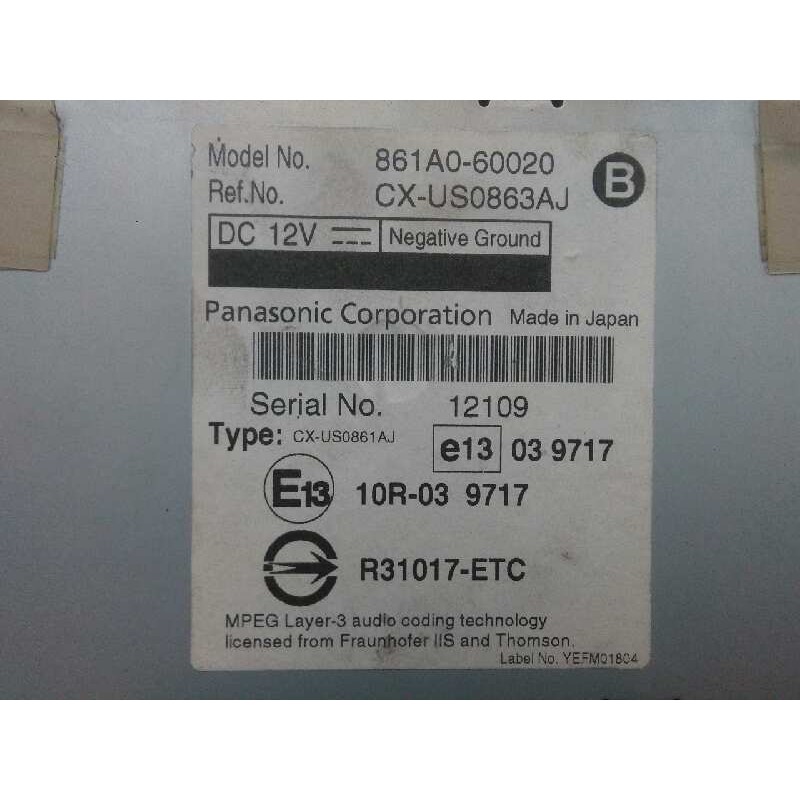 Model No. 861A0-60020
Ref.No. CX-US0863AJ
B
DC 12V Negative Ground
Panasonic Corporation Made in Japan
Serial No. 12109
Type: CX-US0861AJ e13 03 9717
E13 10R-03 9717
R31017-ETC
MPEG Layer-3 audio coding technology
licensed from Fraunhofer IIS and Thomson.
Label No. YEFM01804